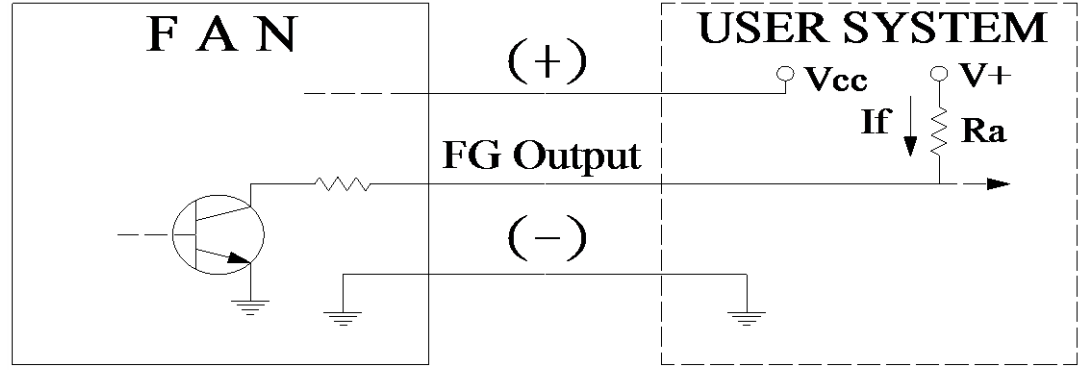 F A N
USER SYSTEM
(+)
Vcc
V+
If
Ra
FG Output
(−)